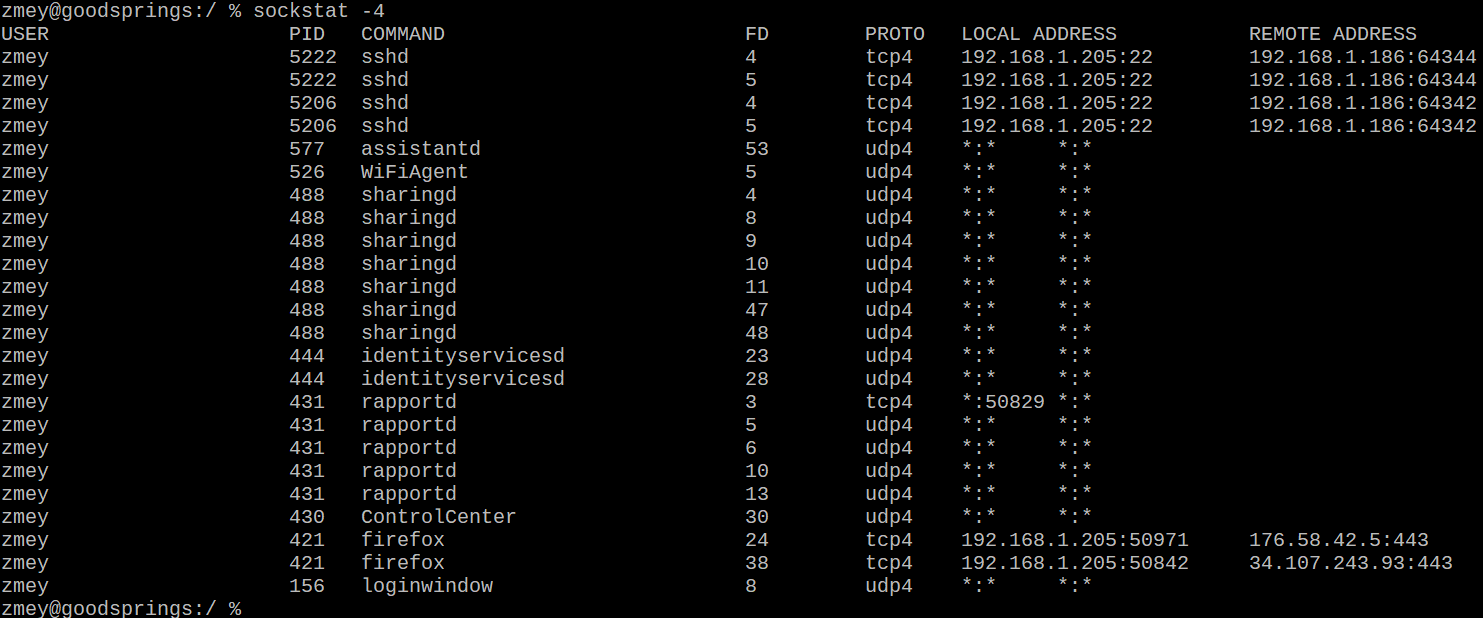 zmey@goodsprings:/ % sockstat -4
USER                    PID   COMMAND                         FD        PROTO   LOCAL ADDRESS           REMOTE ADDRESS
zmey                    5222  sshd                            4         tcp4    192.168.1.205:22        192.168.1.186:64344
zmey                    5222  sshd                            5         tcp4    192.168.1.205:22        192.168.1.186:64344
zmey                    5206  sshd                            4         tcp4    192.168.1.205:22        192.168.1.186:64342
zmey                    5206  sshd                            5         tcp4    192.168.1.205:22        192.168.1.186:64342
zmey                    577   assistantd                      53        udp4    *:*     *:*
zmey                    526   WiFiAgent                       5         udp4    *:*     *:*
zmey                    488   sharingd                        4         udp4    *:*     *:*
zmey                    488   sharingd                        8         udp4    *:*     *:*
zmey                    488   sharingd                        9         udp4    *:*     *:*
zmey                    488   sharingd                        10        udp4    *:*     *:*
zmey                    488   sharingd                        11        udp4    *:*     *:*
zmey                    488   sharingd                        47        udp4    *:*     *:*
zmey                    488   sharingd                        48        udp4    *:*     *:*
zmey                    444   identityservicesd               23        udp4    *:*     *:*
zmey                    444   identityservicesd               28        udp4    *:*     *:*
zmey                    431   rapportd                        3         tcp4    *:50829 *:*
zmey                    431   rapportd                        5         udp4    *:*     *:*
zmey                    431   rapportd                        6         udp4    *:*     *:*
zmey                    431   rapportd                        10        udp4    *:*     *:*
zmey                    431   rapportd                        13        udp4    *:*     *:*
zmey                    430   ControlCenter                   30        udp4    *:*     *:*
zmey                    421   firefox                         24        tcp4    192.168.1.205:50971     176.58.42.5:443
zmey                    421   firefox                         38        tcp4    192.168.1.205:50842     34.107.243.93:443
zmey                    156   loginwindow                     8         udp4    *:*     *:*
zmey@goodsprings:/ %